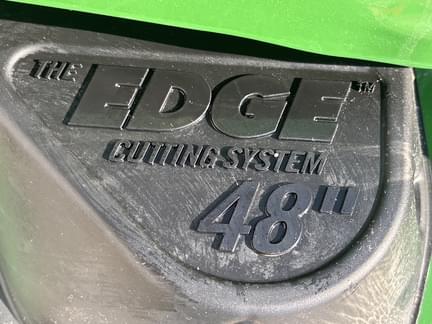 THE EDGE™
CUTTING SYSTEM
48"